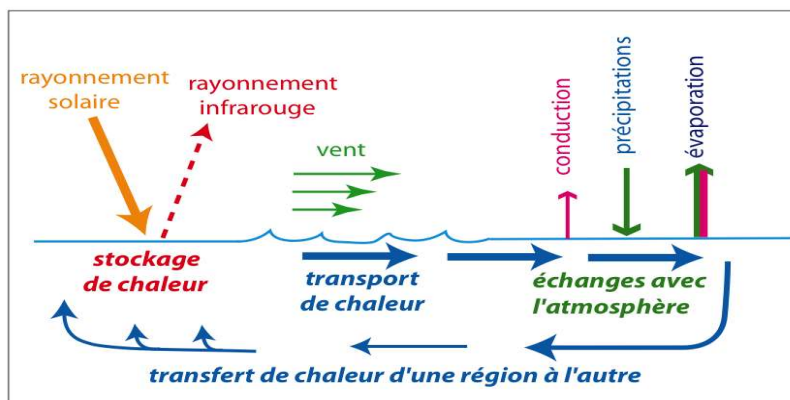 rayonnement
solaire
rayonnement
infrarouge
vent
conduction
précipitations
évaporation
stockage
de chaleur
transport
de chaleur
échanges avec
l'atmosphère
transfert de chaleur d'une région à l'autre